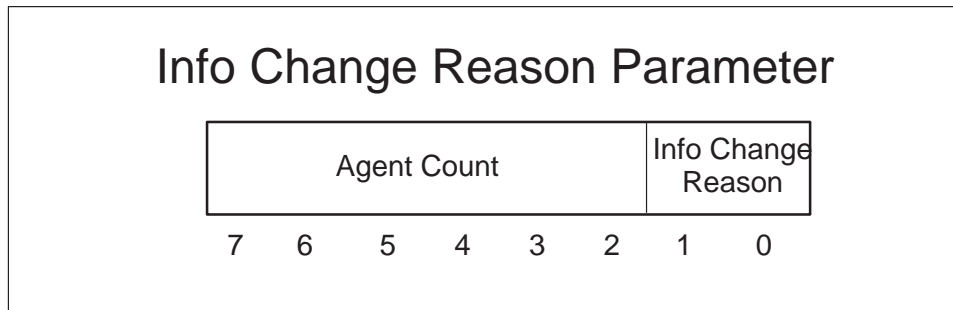 Info Change Reason Parameter
Agent Count
Info Change
Reason
7 6 5 4 3 2 1 0